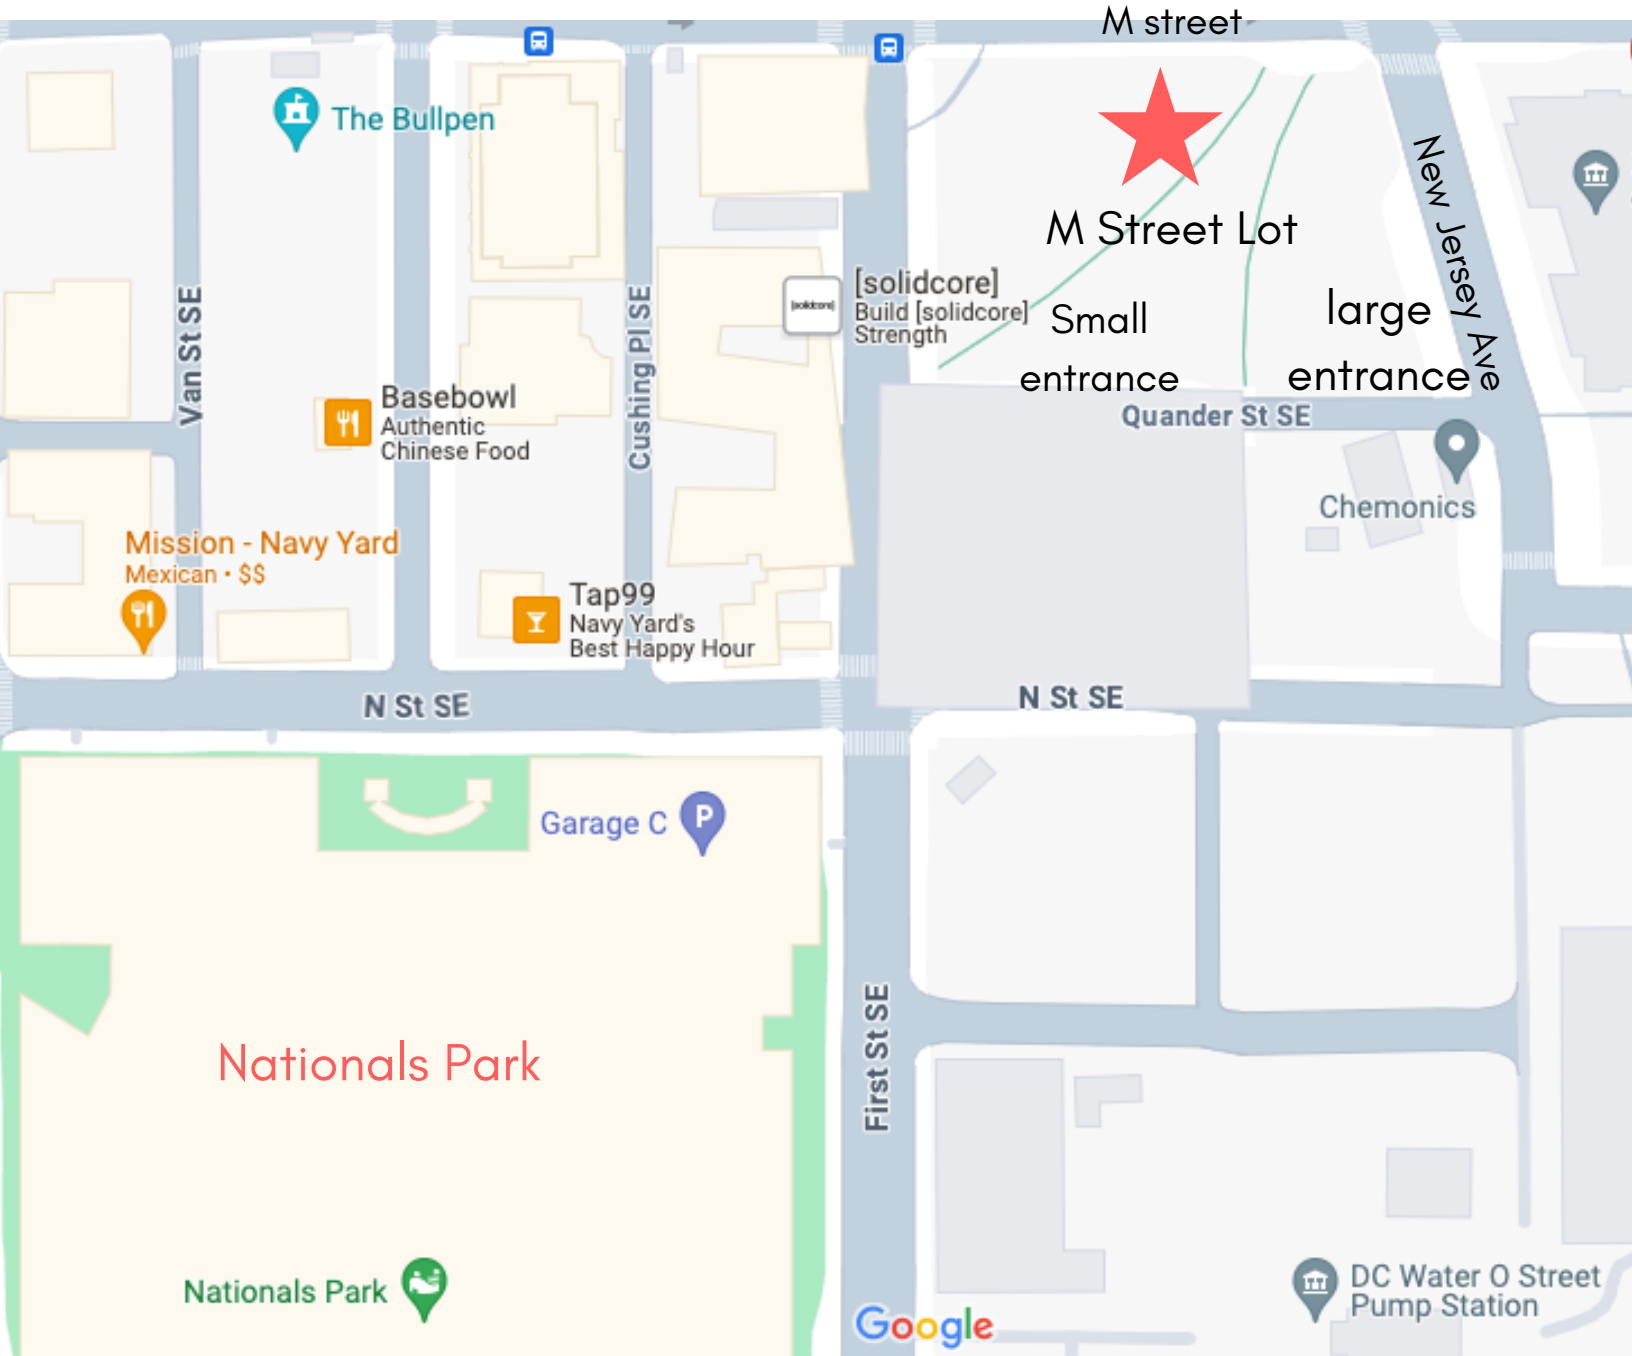 M street
The Bullpen
New Jersey Ave
M Street Lot
[solidcore]
Build [solidcore]
Strength
[solidcore]
Small
entrance
large
entrance
Van St SE
Cushing Pl SE
Basebowl
Authentic
Chinese Food
Quander St SE
Chemonics
Mission - Navy Yard
Mexican • $$
Tap99
Navy Yard's
Best Happy Hour
N St SE
N St SE
Garage C
P
First St SE
Nationals Park
Nationals Park
DC Water O Street
Pump Station
Google